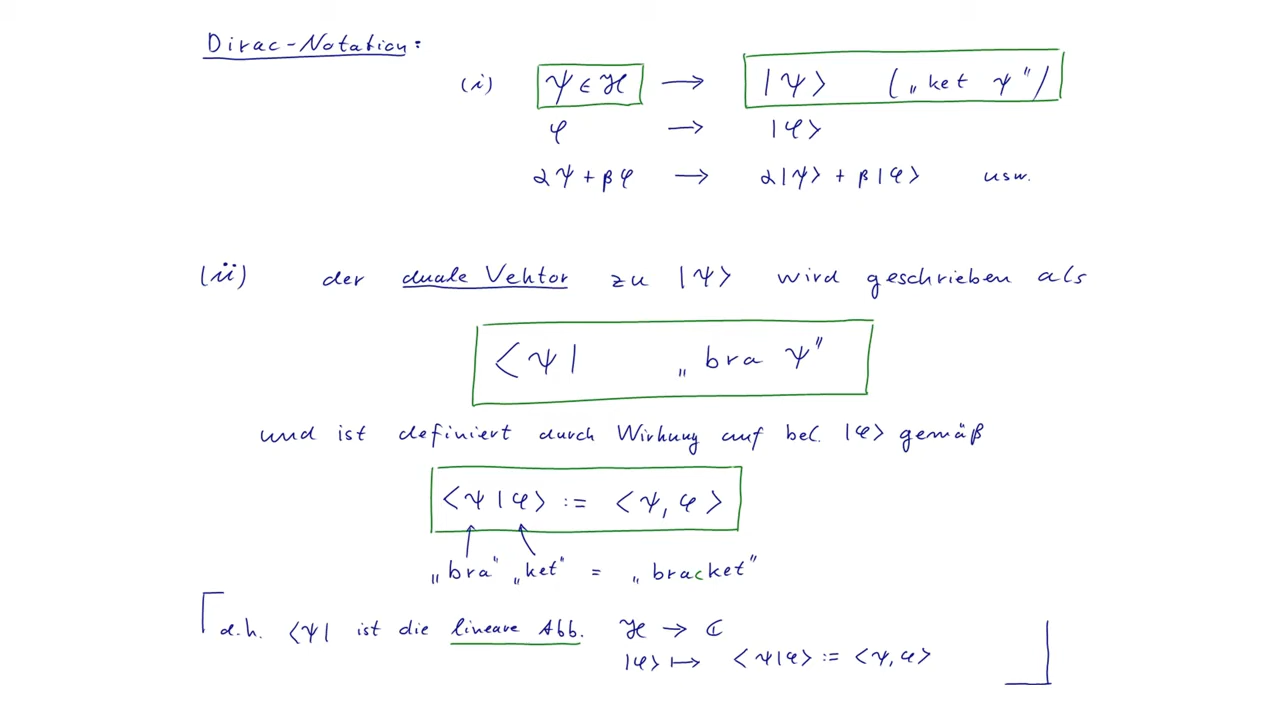 Dirac-Notation:
(i) ψ ∈ ℋ → |ψ⟩ („ket ψ")
φ → |φ⟩
αψ + βφ → α|ψ⟩ + β|φ⟩ usw.
(ii) der duale Vektor zu |ψ⟩ wird geschrieben als
⟨ψ| „bra ψ"
und ist definiert durch Wirkung auf bel. |φ⟩ gemäß
⟨ψ|φ⟩ := ⟨ψ, φ⟩
„bra" „ket" = „bracket"
d.h. ⟨ψ| ist die lineare Abb. ℋ → ℂ
|φ⟩ ↦ ⟨ψ|φ⟩ := ⟨ψ, φ⟩